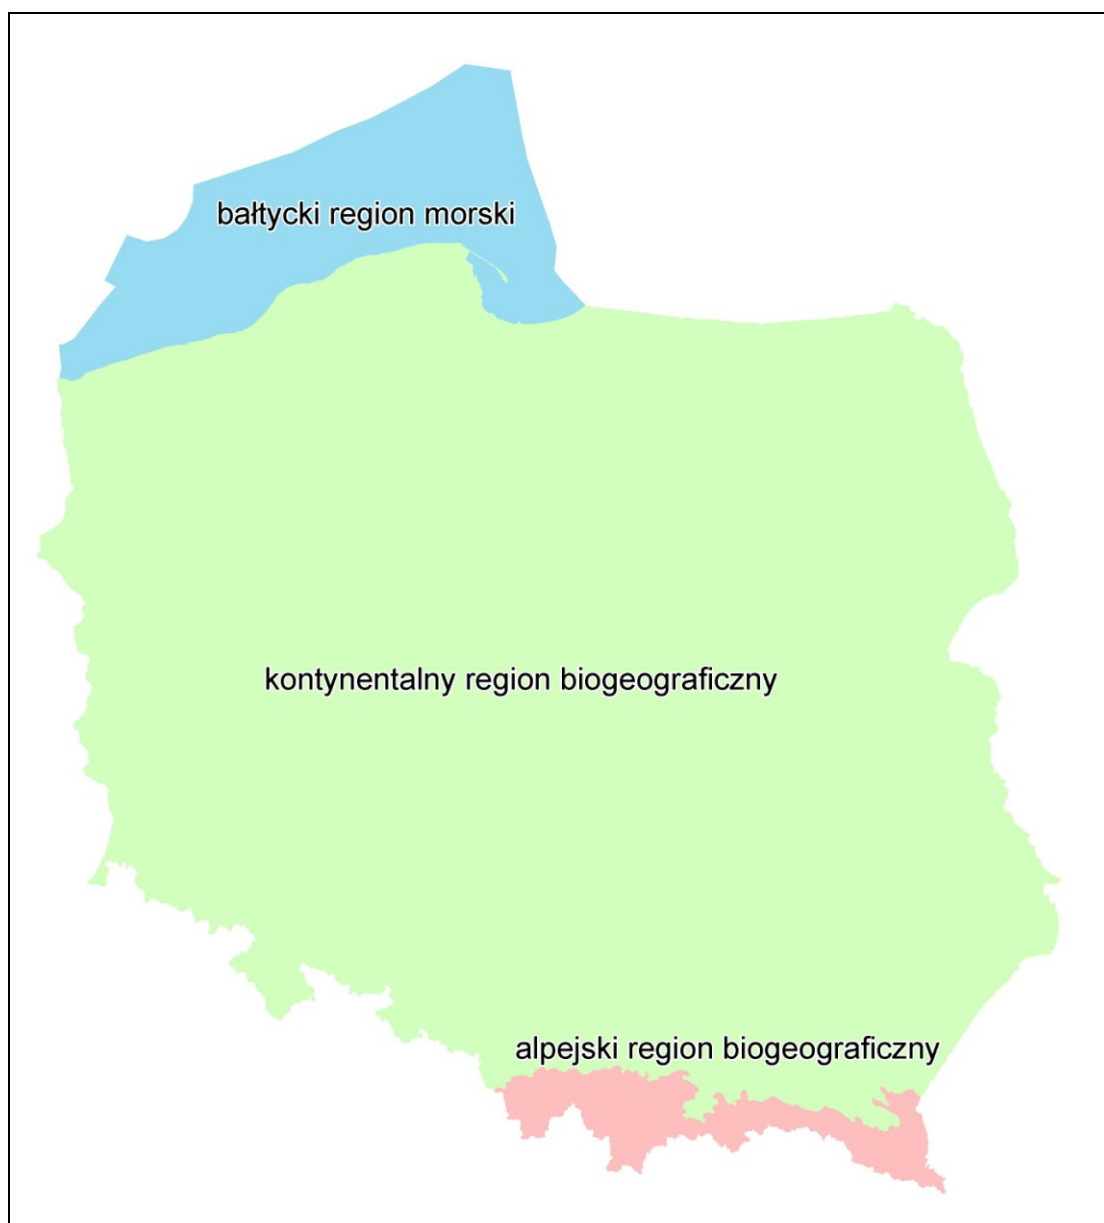 bałtycki region morski
kontynentalny region biogeograficzny
alpejski region biogeograficzny